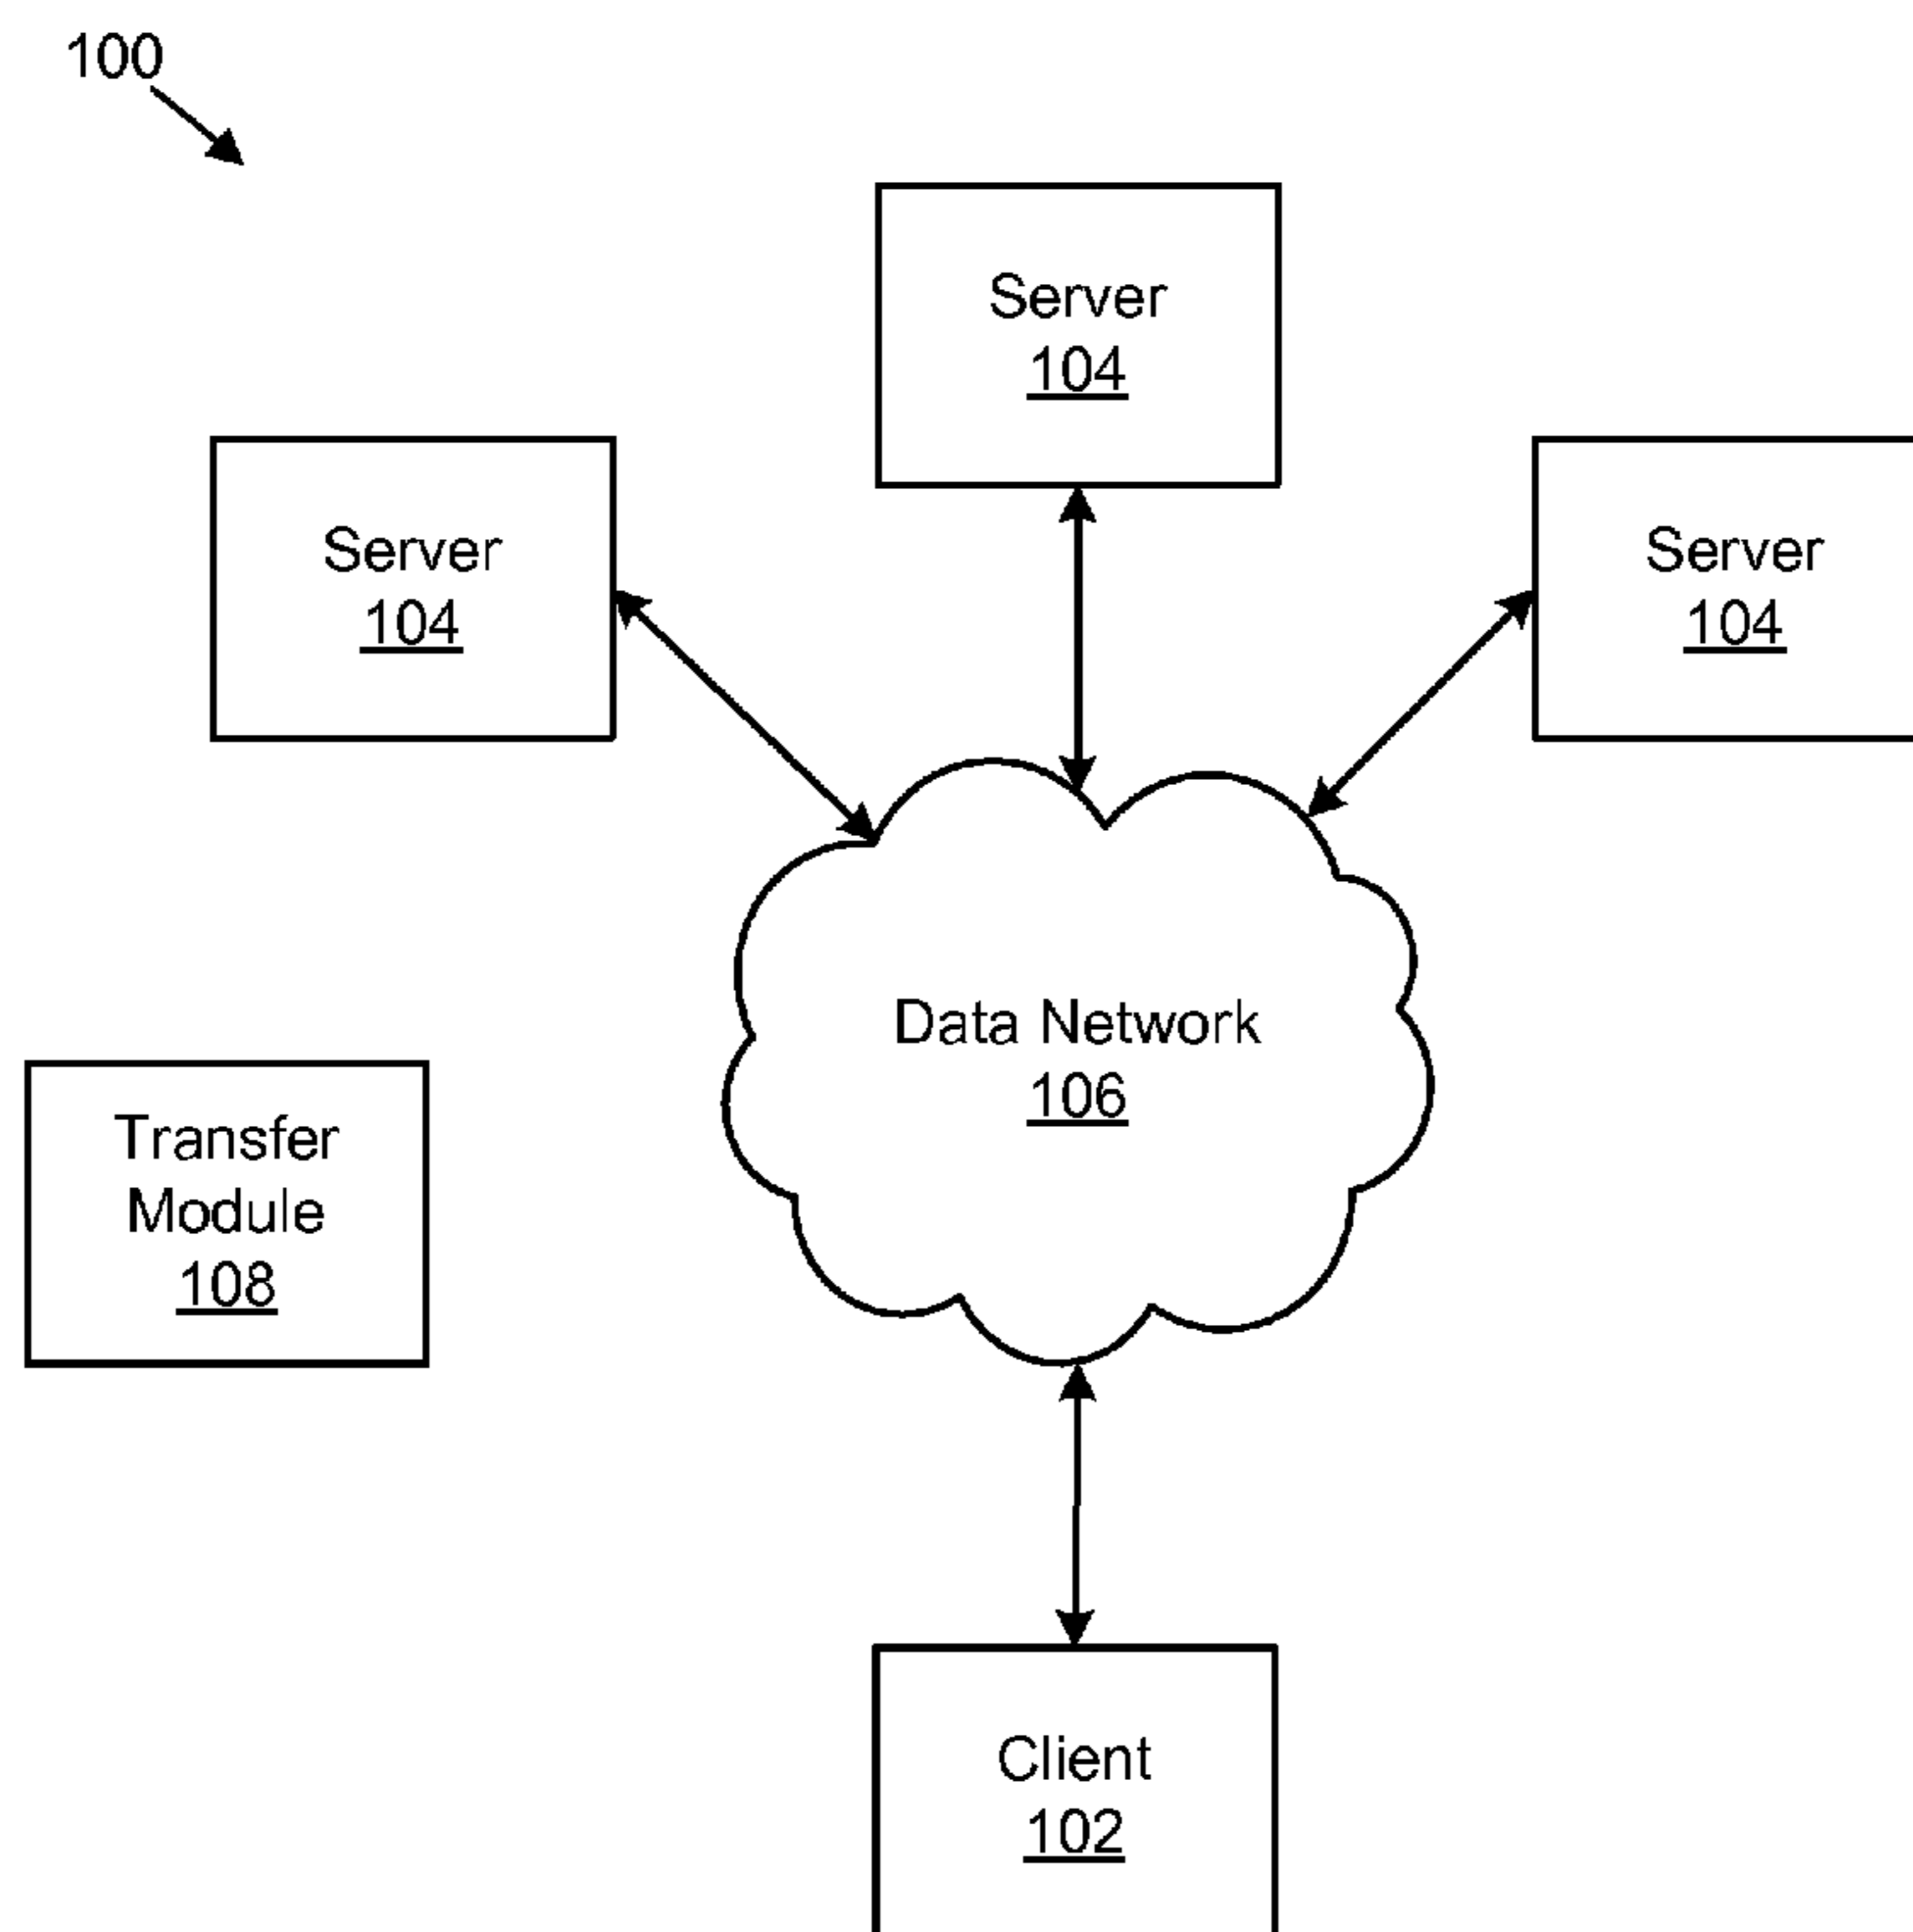 100
Server
104
Server
104
Server
104
Data Network
106
Transfer
Module
108
Client
102